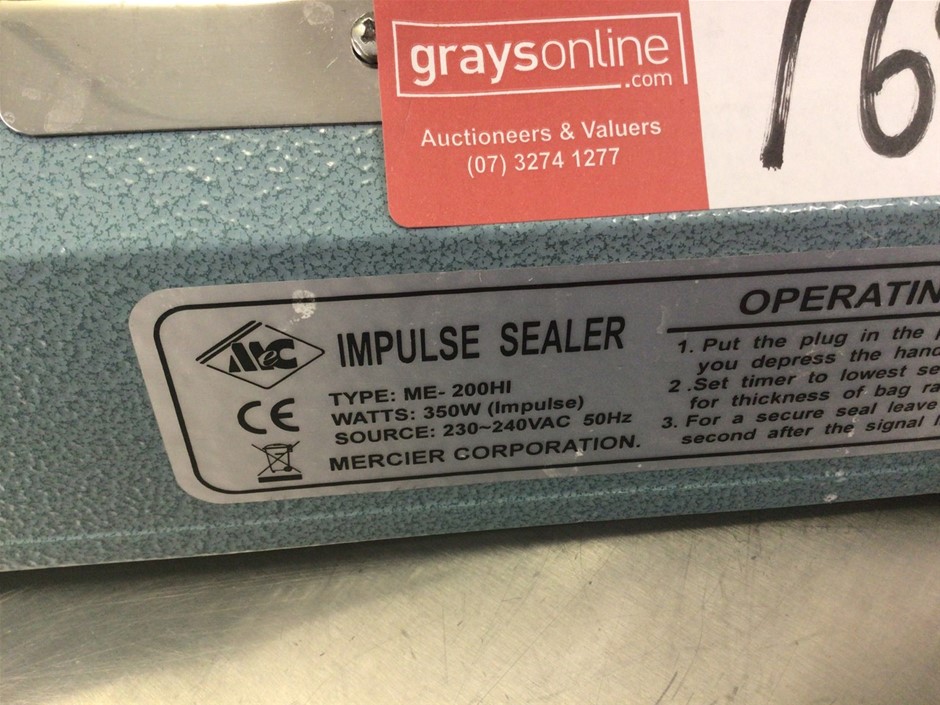 graysonline
.com
Auctioneers & Valuers
(07) 3274 1277
MEC
IMPULSE SEALER
CE
TYPE: ME- 200HI
WATTS: 350W (Impulse)
SOURCE: 230~240VAC 50Hz
MERCIER CORPORATION.
OPERATIN
1. Put the plug in the
you depress the hand
2 .Set timer to lowest se
for thickness of bag ra
3. For a secure seal leave
second after the signal